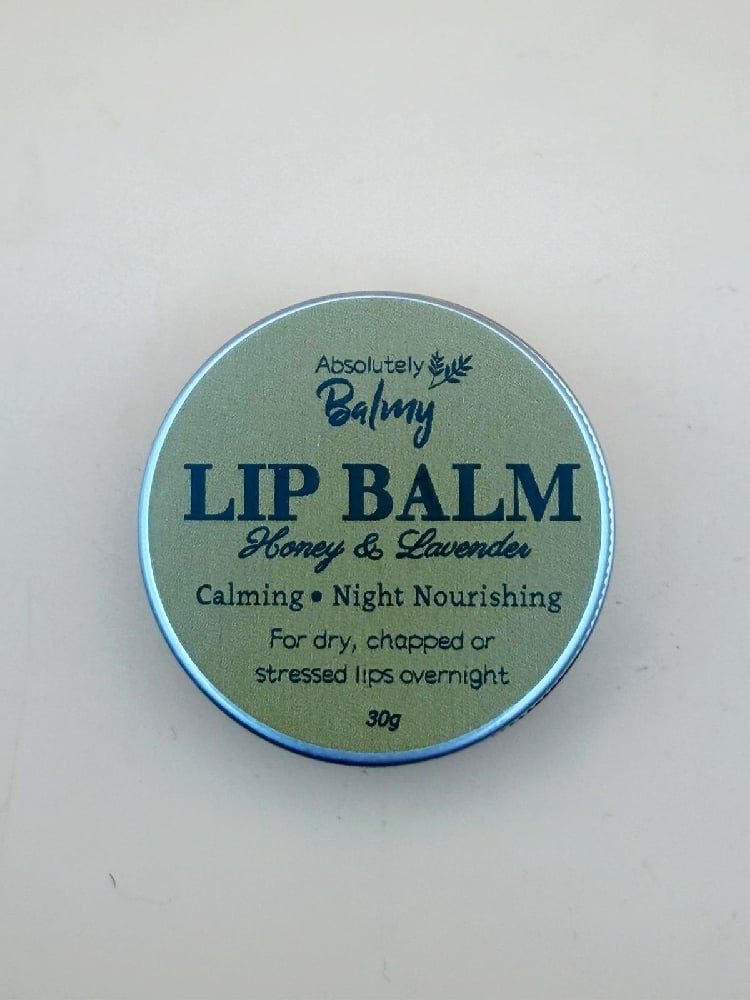 Absolutely
Balmy
LIP BALM
Honey & Lavender
Calming • Night Nourishing
For dry, chapped or
stressed lips overnight
30g